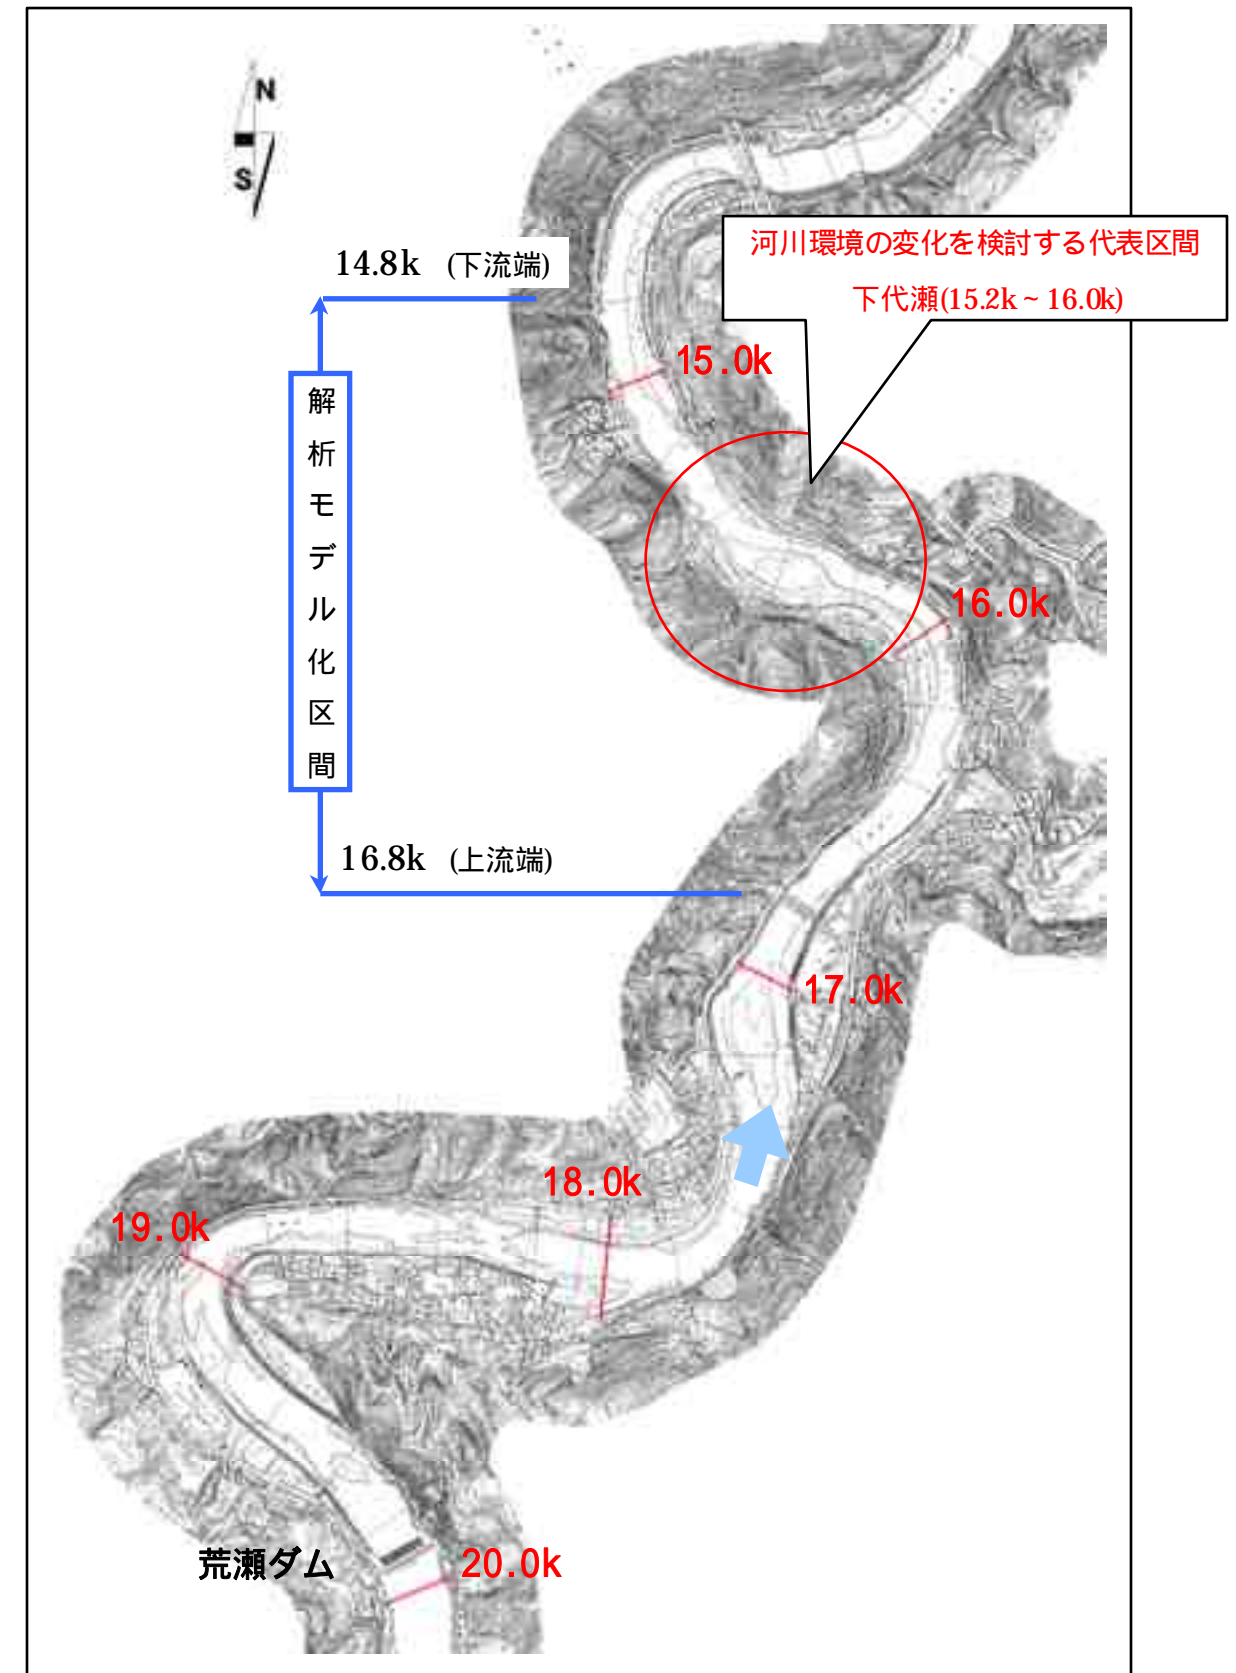 N
S
河川環境の変化を検討する代表区間
下代瀬(15.2k~16.0k)
14.8k (下流端)
15.0k
解析モデル化区間
16.0k
16.8k (上流端)
17.0k
18.0k
19.0k
荒瀬ダム
20.0k